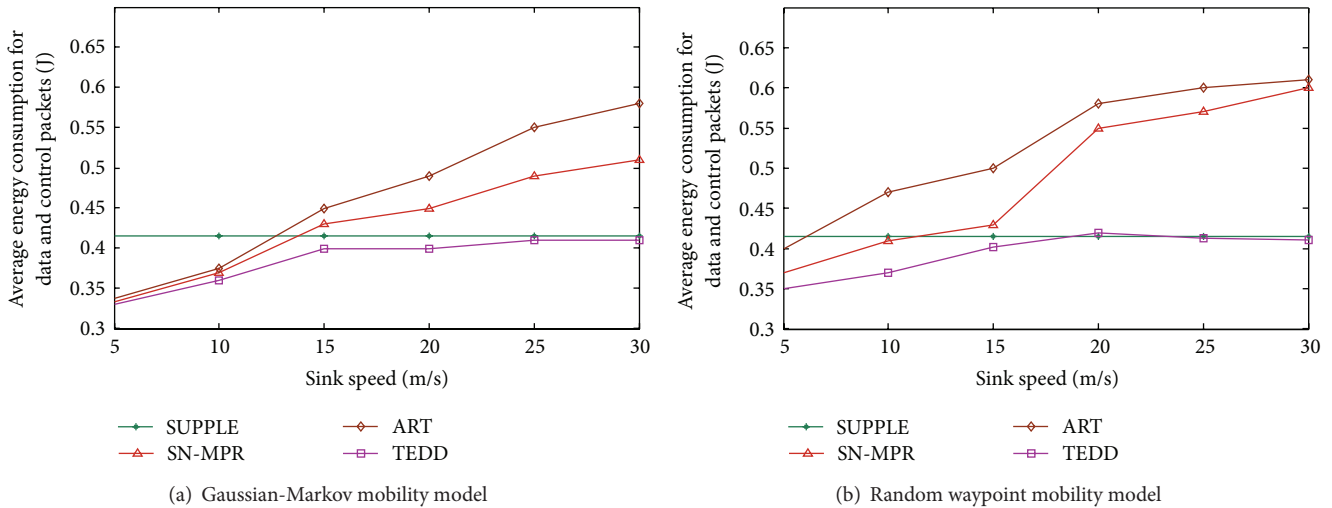 Average energy consumption for
data and control packets (J)
0.65
0.6
0.55
0.5
0.45
0.4
0.35
0.3
5
10
15
20
25
30
Sink speed (m/s)
SUPPLE
SN-MPR
ART
TEDD
(a) Gaussian-Markov mobility model
Average energy consumption for
data and control packets (J)
0.65
0.6
0.55
0.5
0.45
0.4
0.35
0.3
5
10
15
20
25
30
Sink speed (m/s)
SUPPLE
SN-MPR
ART
TEDD
(b) Random waypoint mobility model